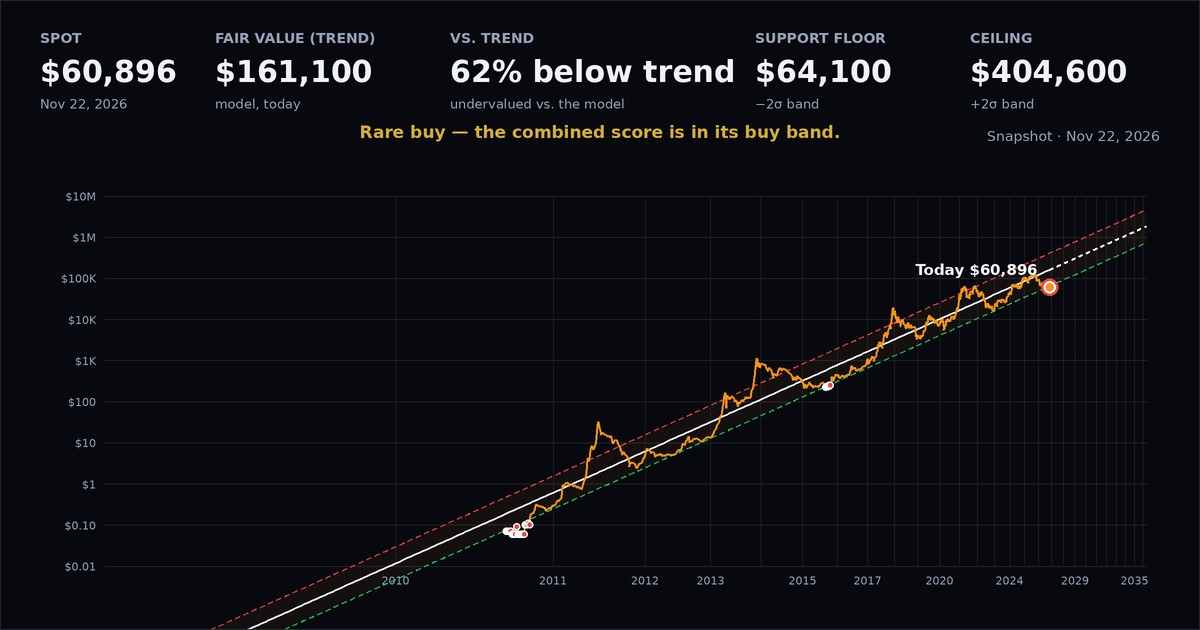 SPOT
FAIR VALUE (TREND)
VS. TREND
SUPPORT FLOOR
CEILING
$60,896
$161,100
62% below trend
$64,100
$404,600
Nov 22, 2026
model, today
undervalued vs. the model
−2σ band
+2σ band
Rare buy — the combined score is in its buy band.
Snapshot · Nov 22, 2026
$10M
$1M
$100K
$10K
$1K
$100
$10
$1
$0.10
$0.01
Today $60,896
2010
2011
2012
2013
2015
2017
2020
2024
2029
2035